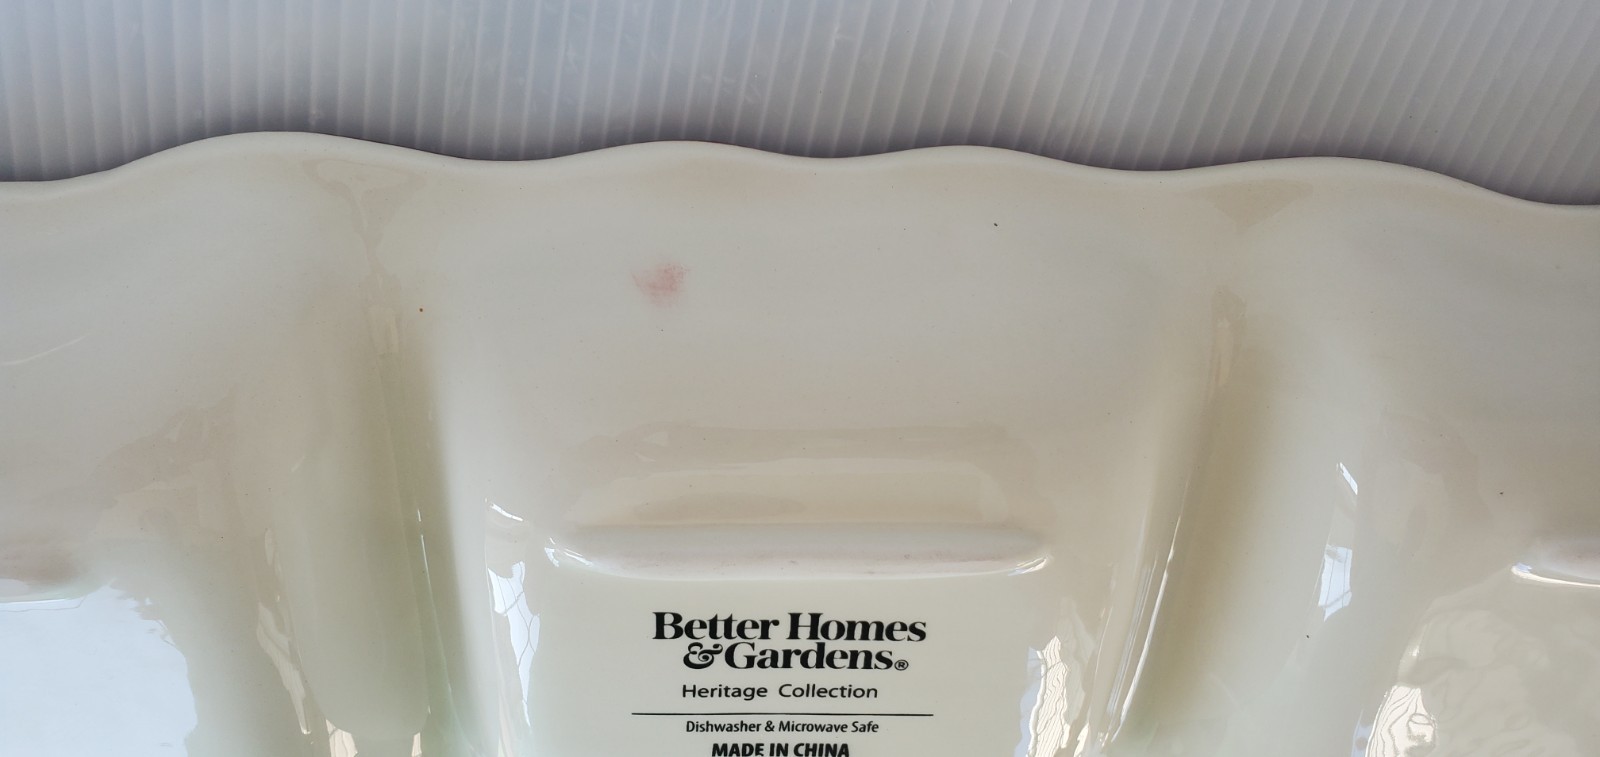 Better Homes
& Gardens®
Heritage Collection
Dishwasher & Microwave Safe
MADE IN CHINA